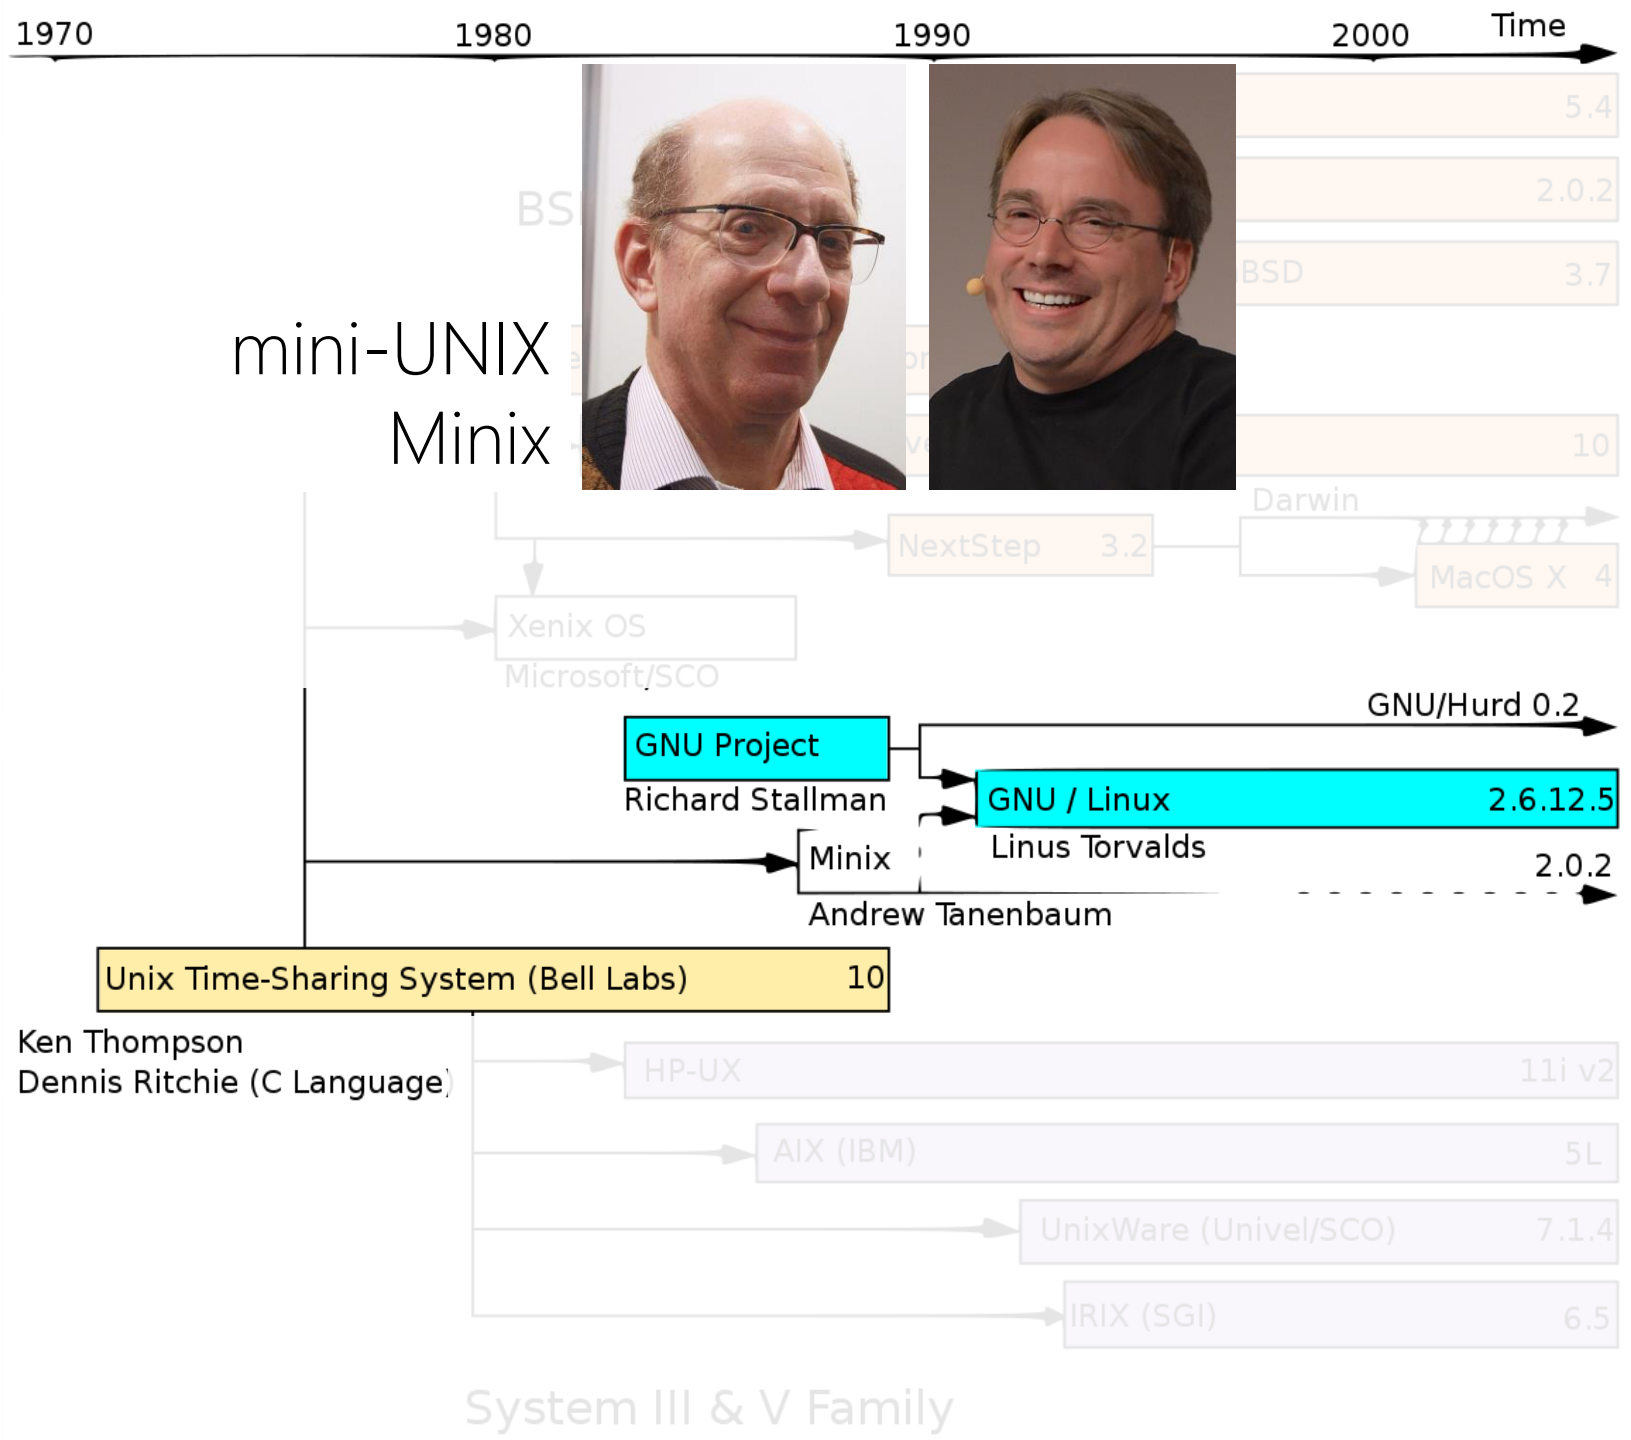 1970
1980
1990
2000
Time
5.4
2.0.2
BSD 3.7
mini-UNIX
Minix
10
Darwin
NextStep 3.2
MacOS X 4
Xenix OS
Microsoft/SCO
GNU/Hurd 0.2
GNU Project
Richard Stallman
GNU / Linux 2.6.12.5
Linus Torvalds
Minix
2.0.2
Andrew Tanenbaum
Unix Time-Sharing System (Bell Labs) 10
Ken Thompson
Dennis Ritchie (C Language)
HP-UX 11i v2
AIX (IBM) 5L
UnixWare (Univel/SCO) 7.1.4
IRIX (SGI) 6.5
System III & V Family